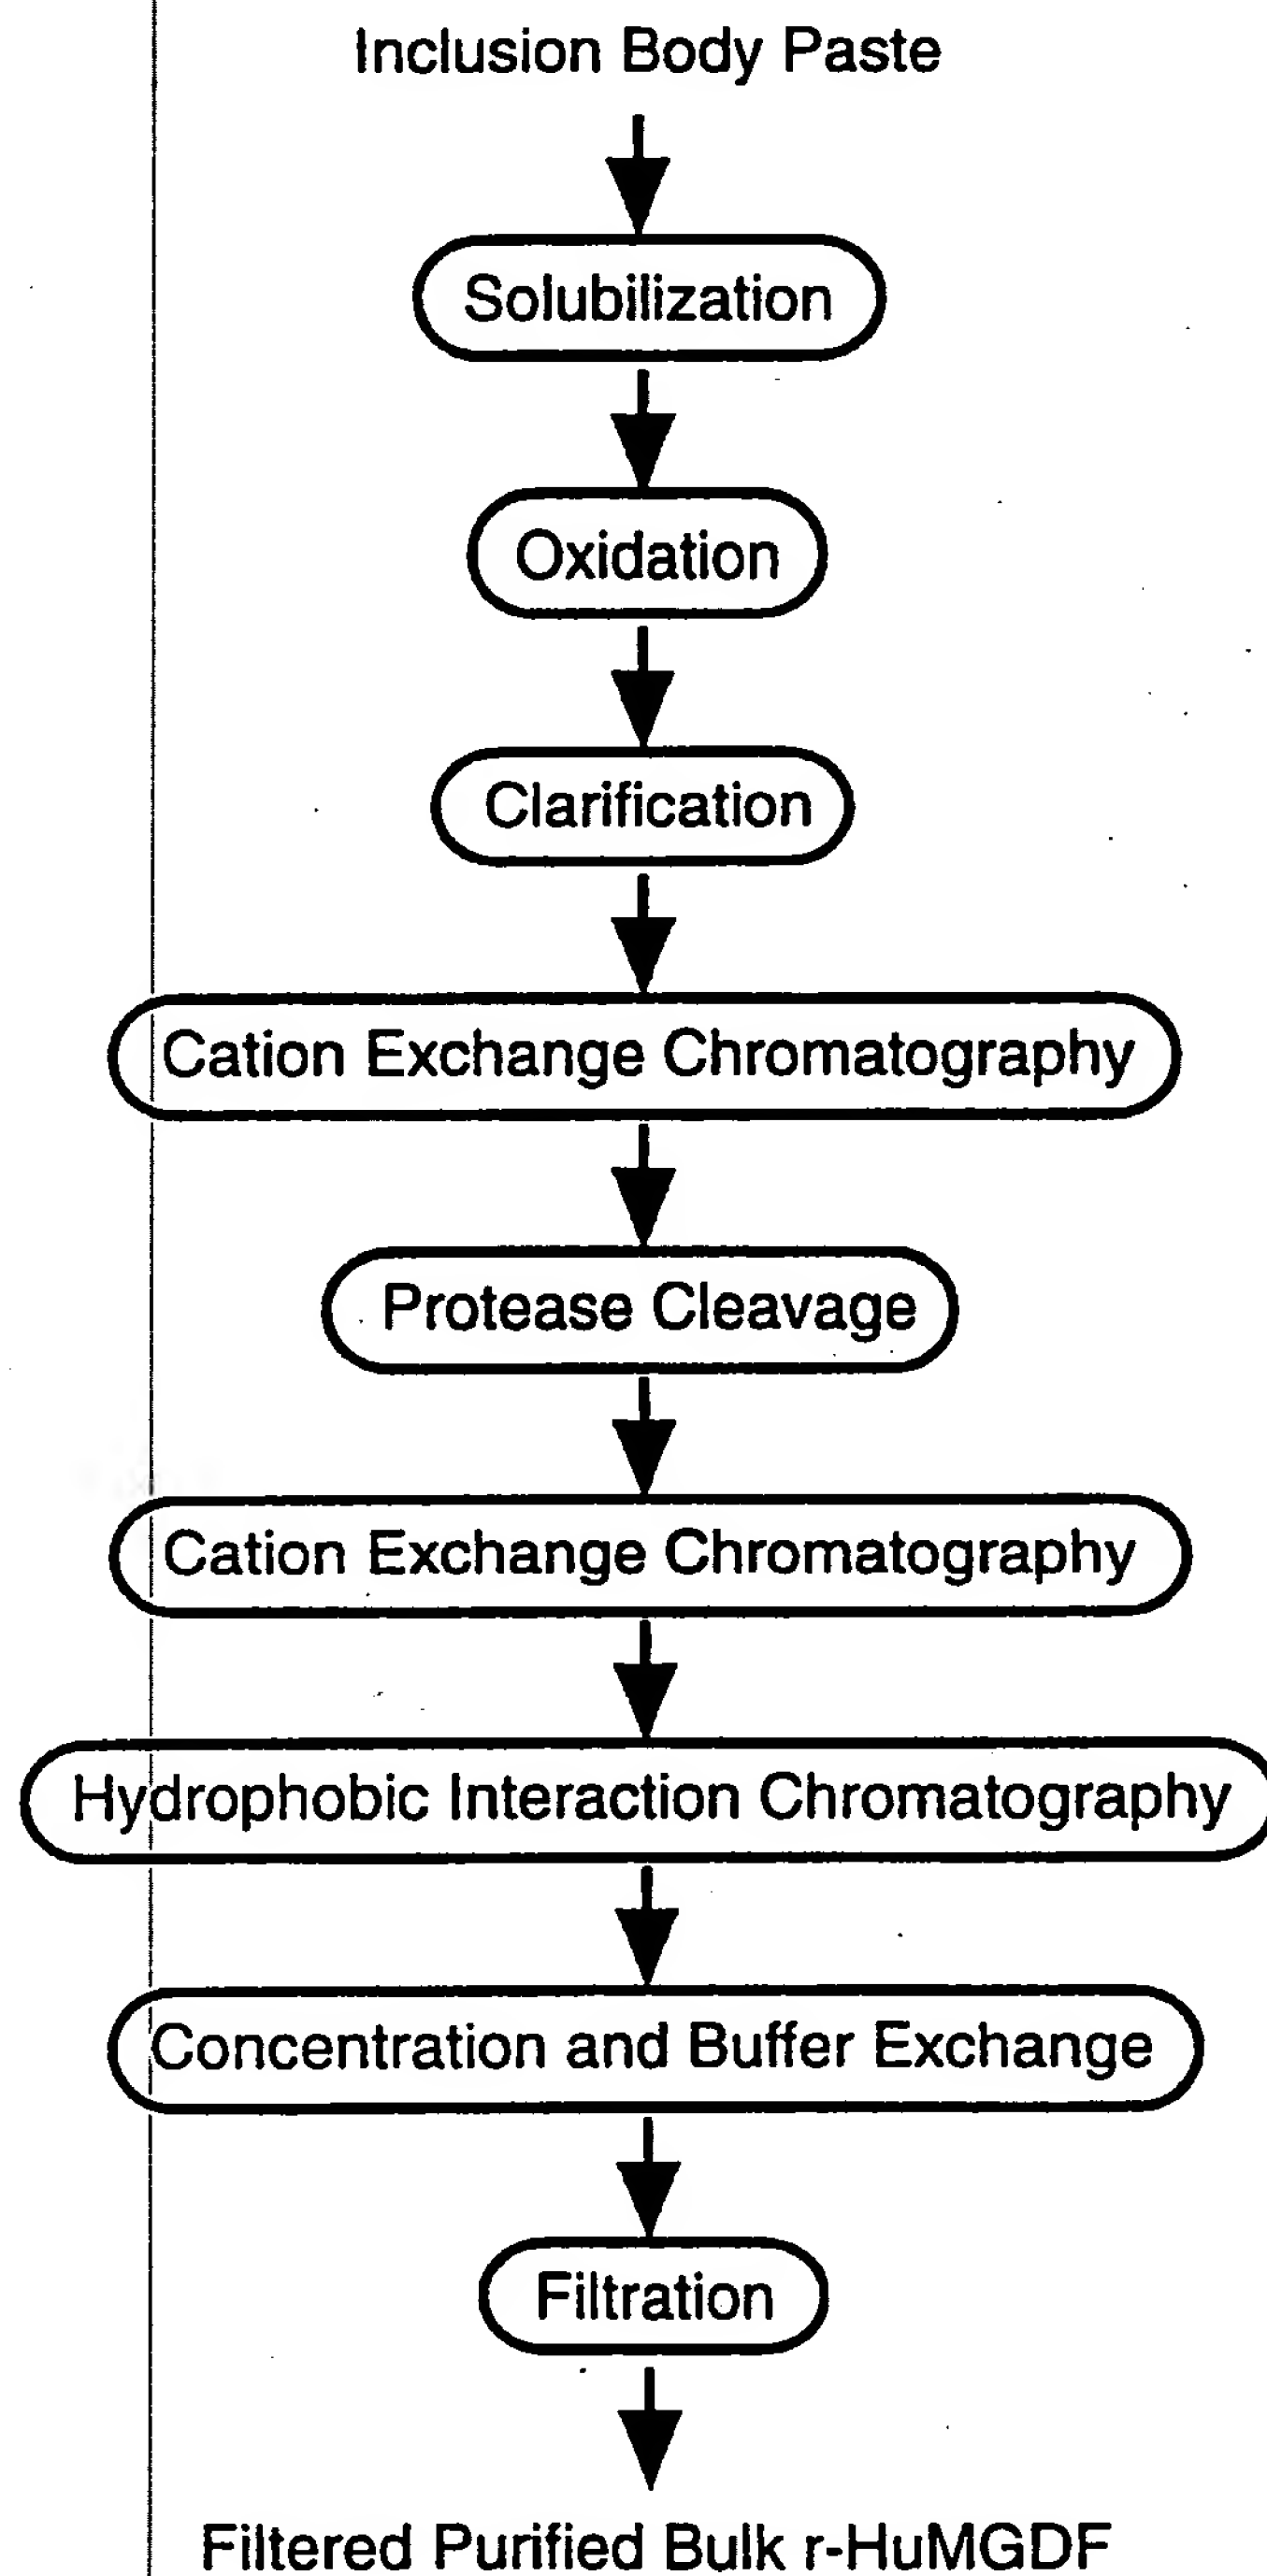 Inclusion Body Paste
Solubilization
Oxidation
Clarification
Cation Exchange Chromatography
Protease Cleavage
Cation Exchange Chromatography
Hydrophobic Interaction Chromatography
Concentration and Buffer Exchange
Filtration
Filtered Purified Bulk r-HuMGDF